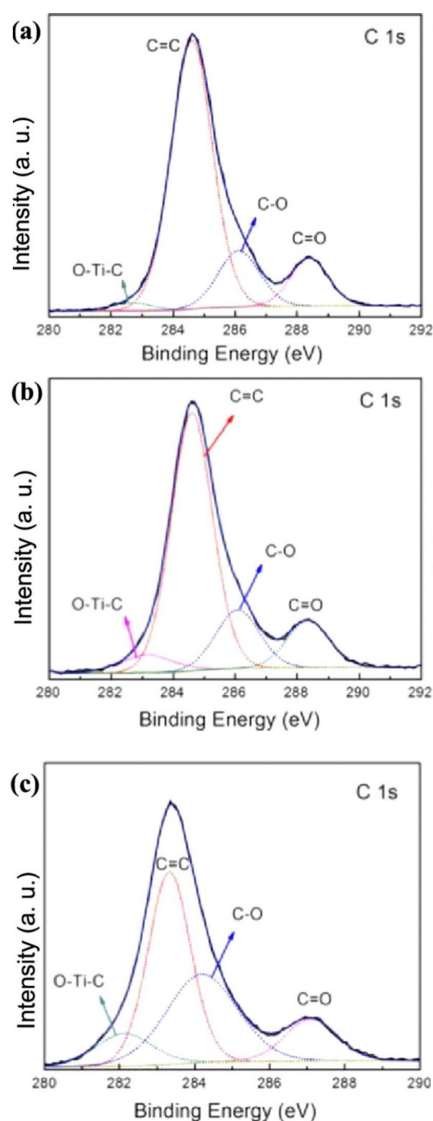 (a)
C 1s
C=C
C-O
C=O
O-Ti-C
Intensity (a. u.)
280 282 284 286 288 290 292
Binding Energy (eV)
(b)
C 1s
C=C
C-O
O-Ti-C
C=O
Intensity (a. u.)
280 282 284 286 288 290 292
Binding Energy (eV)
(c)
C 1s
C=C
C-O
O-Ti-C
C=O
Intensity (a. u.)
280 282 284 286 288 290
Binding Energy (eV)